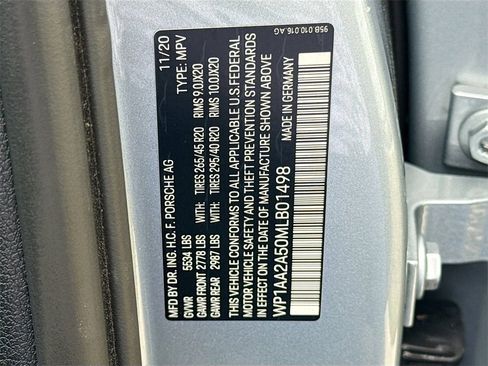 95B.010.016 AG
11/20
TYPE: MPV
MFD BY DR. ING. H.C. F. PORSCHE AG
GVWR 5534 LBS
GAWR FRONT 2778 LBS WITH: TIRES 265/45 R20 RIMS 9.0JX20
GAWR REAR 2987 LBS WITH: TIRES 295/40 R20 RIMS 10.0JX20
THIS VEHICLE CONFORMS TO ALL APPLICABLE U.S. FEDERAL
MOTOR VEHICLE SAFETY AND THEFT PREVENTION STANDARDS
IN EFFECT ON THE DATE OF MANUFACTURE SHOWN ABOVE.
WP1AA2A50MLB01498